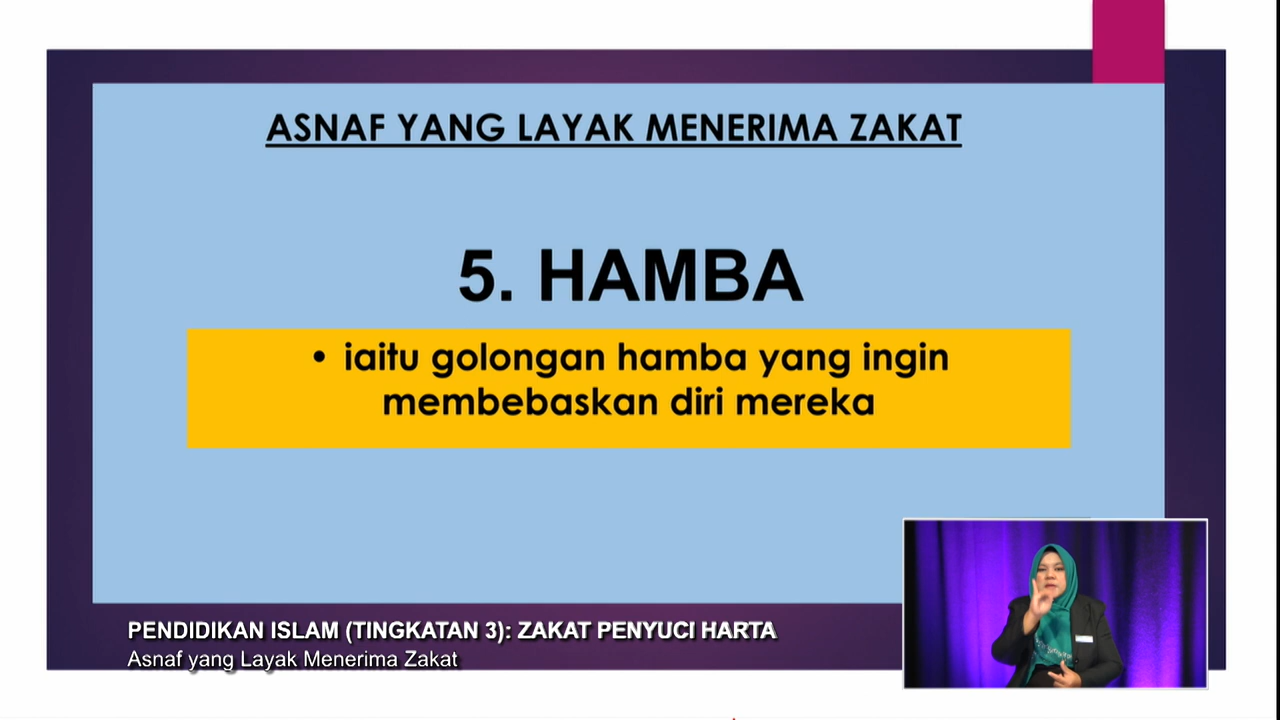 ASNAF YANG LAYAK MENERIMA ZAKAT
5. HAMBA
• iaitu golongan hamba yang ingin
membebaskan diri mereka
PENDIDIKAN ISLAM (TINGKATAN 3): ZAKAT PENYUCI HARTA
Asnaf yang Layak Menerima Zakat